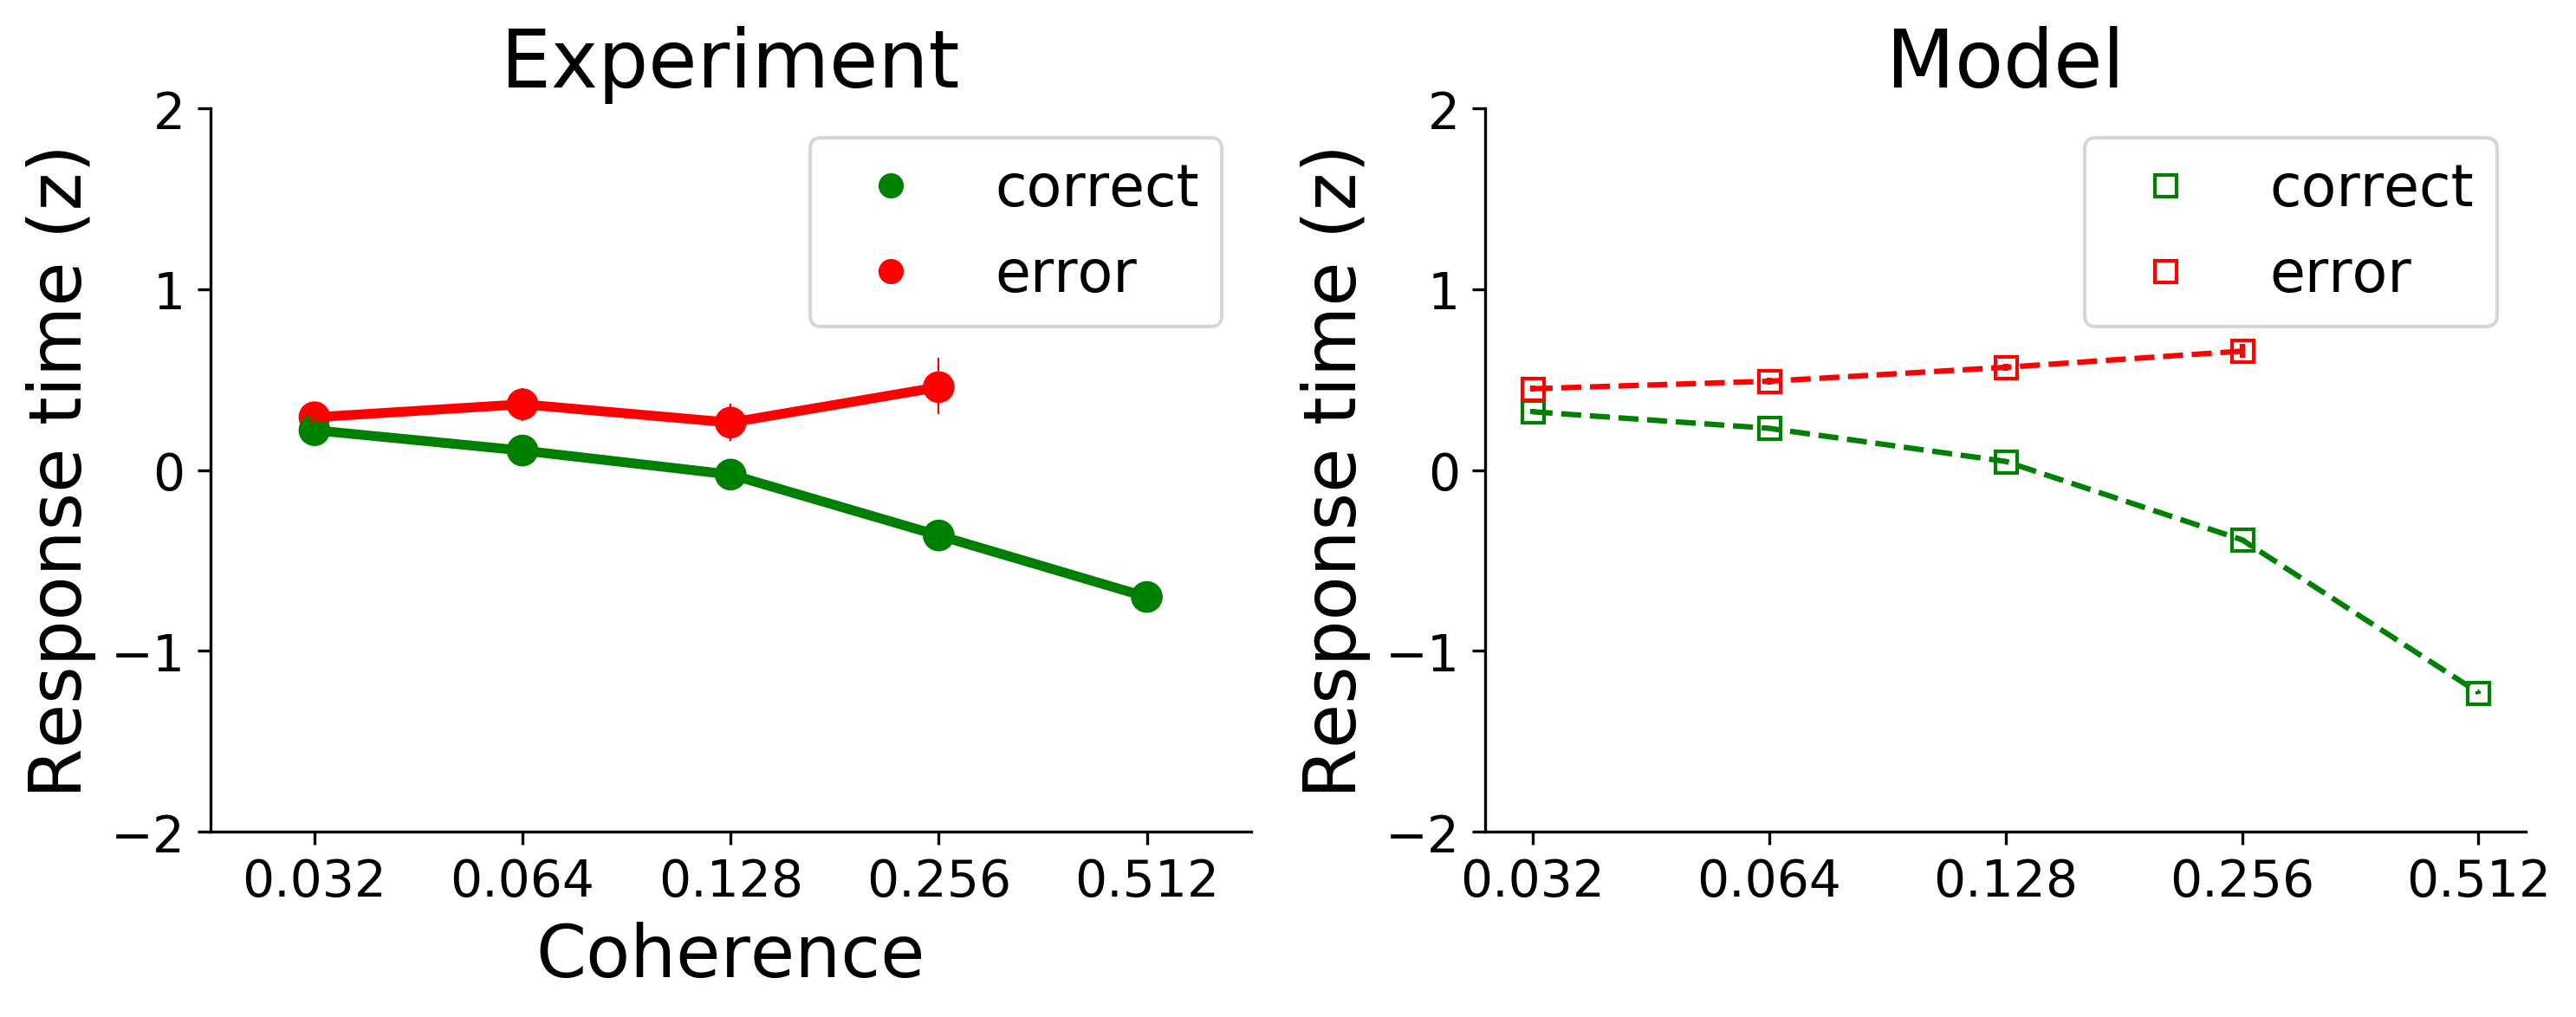 Experiment
Response time (z)
2
1
0
−1
−2
correct
error
0.032 0.064 0.128 0.256 0.512
Coherence
Model
Response time (z)
2
1
0
−1
−2
correct
error
0.032 0.064 0.128 0.256 0.512